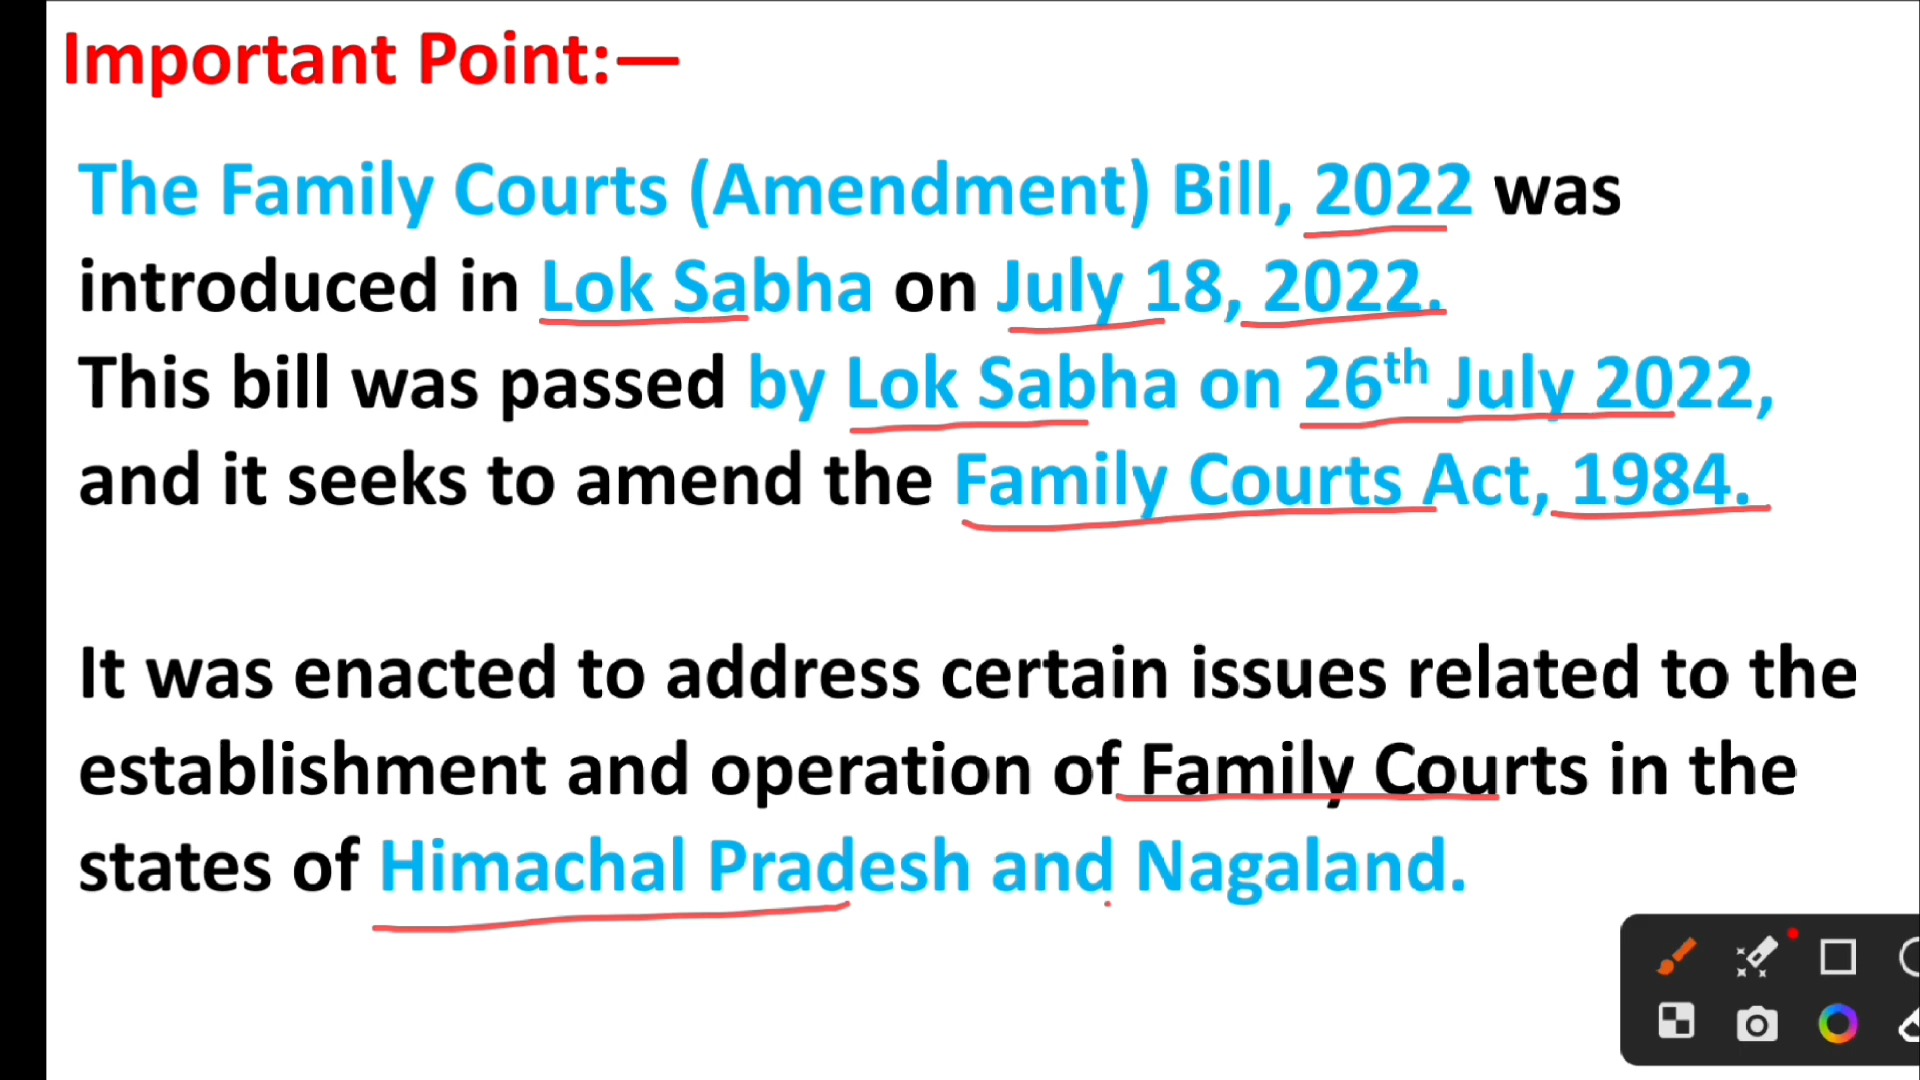 Important Point:—
The Family Courts (Amendment) Bill, 2022 was
introduced in Lok Sabha on July 18, 2022.
This bill was passed by Lok Sabha on 26th July 2022,
and it seeks to amend the Family Courts Act, 1984.
It was enacted to address certain issues related to the
establishment and operation of Family Courts in the
states of Himachal Pradesh and Nagaland.